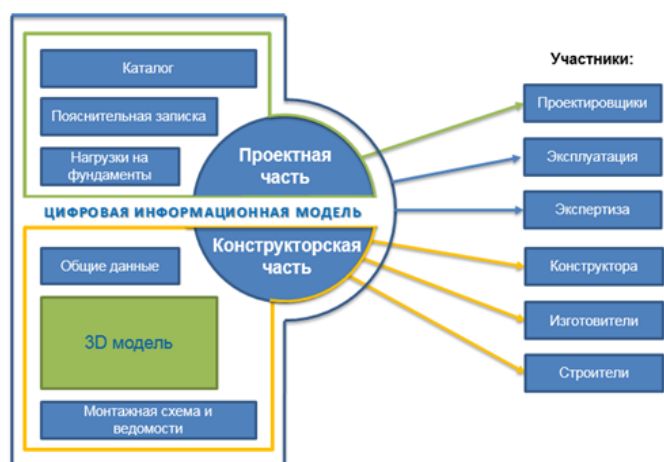 Каталог
Пояснительная записка
Нагрузки на
фундаменты
Проектная
часть
ЦИФРОВАЯ ИНФОРМАЦИОННАЯ МОДЕЛЬ
Конструкторская
часть
Общие данные
3D модель
Монтажная схема и
ведомости
Участники:
Проектировщики
Эксплуатация
Экспертиза
Конструктора
Изготовители
Строители